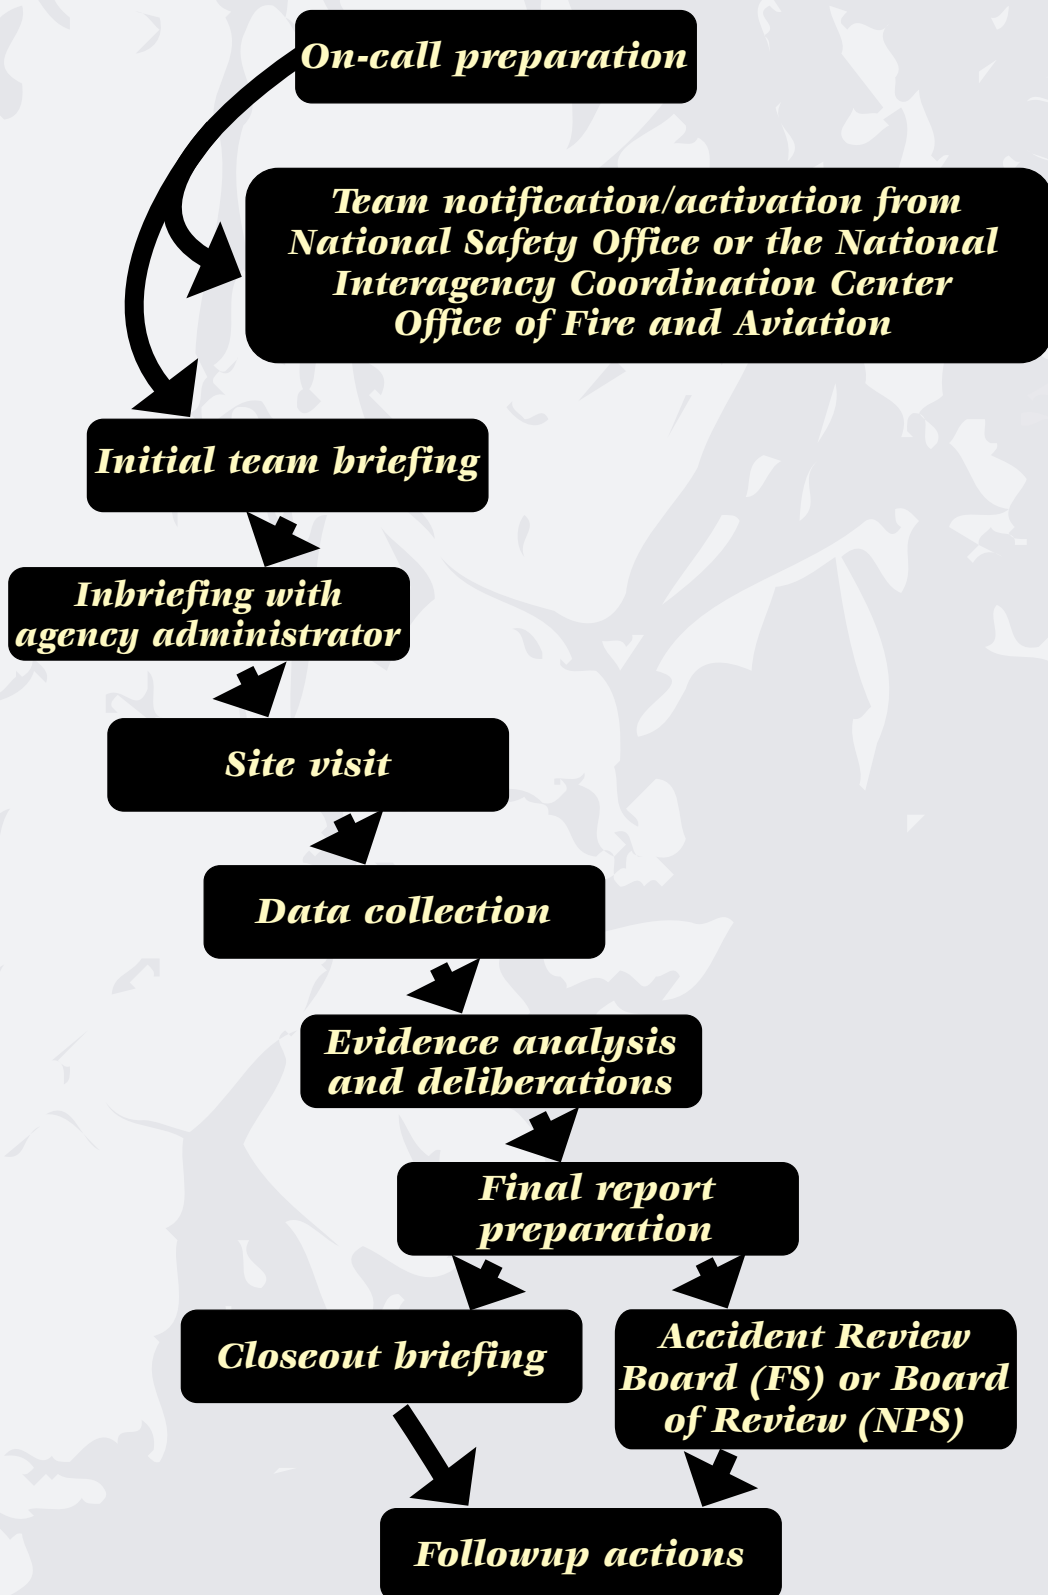 On-call preparation
Team notification/activation from
National Safety Office or the National
Interagency Coordination Center
Office of Fire and Aviation
Initial team briefing
Inbriefing with
agency administrator
Site visit
Data collection
Evidence analysis
and deliberations
Final report
preparation
Closeout briefing
Accident Review
Board (FS) or Board
of Review (NPS)
Followup actions